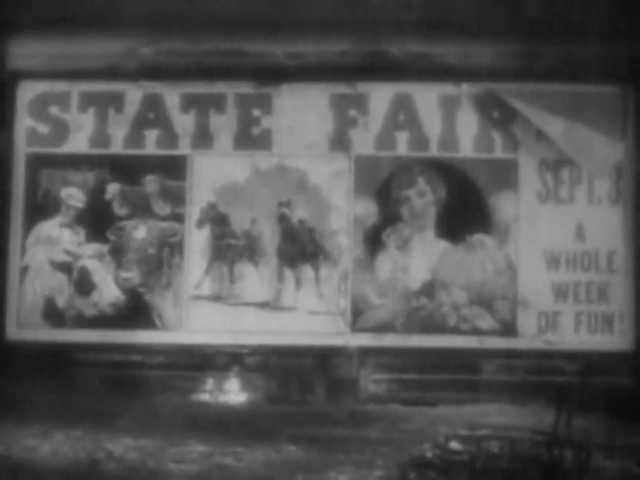 STATE FAIR
SEPT. 3
A
WHOLE
WEEK
OF FUN!